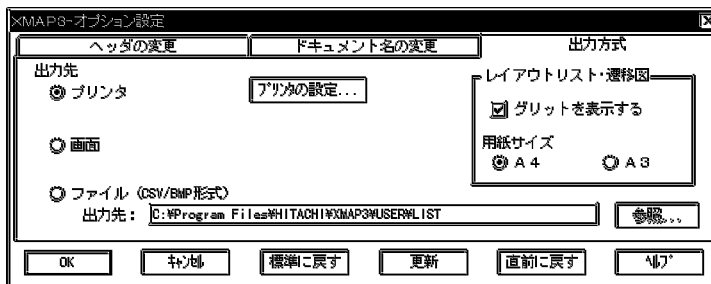 XMAP3-オプション設定
ヘッダの変更 ドキュメント名の変更 出力方式
出力先
プリンタ
プリンタの設定...
画面
ファイル (CSV/BMP形式)
出力先： C:¥Program Files¥HITACHI¥XMAP3¥USER¥LIST 参照...
レイアウトリスト・遷移図
グリットを表示する
用紙サイズ
A4 A3
OK キャンセル 標準に戻す 更新 直前に戻す ヘルプ